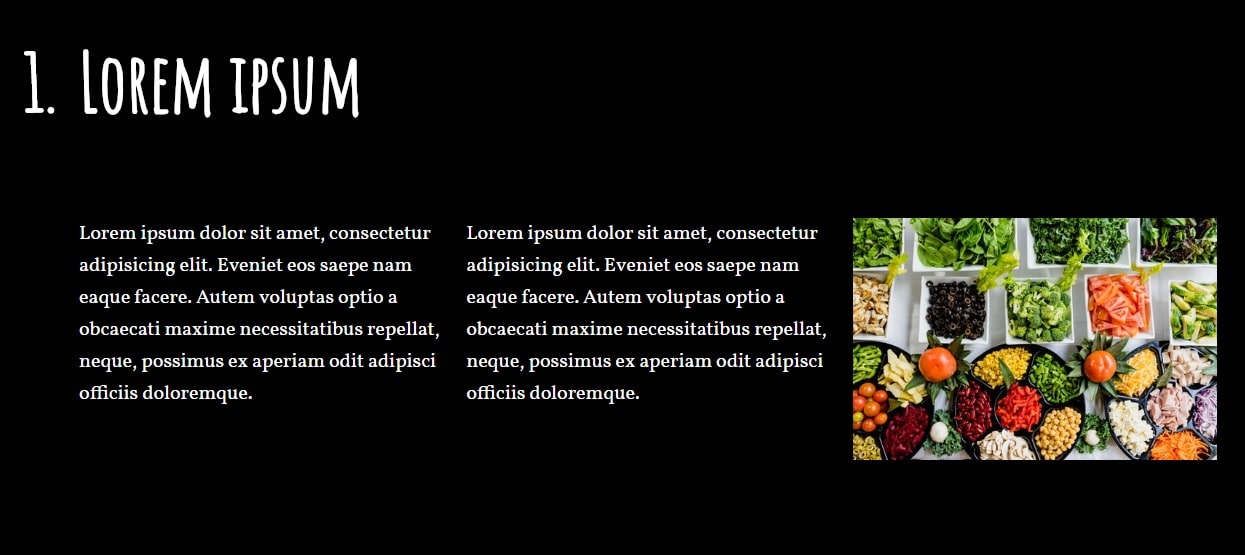 1. Lorem ipsum
Lorem ipsum dolor sit amet, consectetur
adipisicing elit. Eveniet eos saepe nam
eaque facere. Autem voluptas optio a
obcaecati maxime necessitatibus repellat,
neque, possimus ex aperiam odit adipisci
officiis doloremque.
Lorem ipsum dolor sit amet, consectetur
adipisicing elit. Eveniet eos saepe nam
eaque facere. Autem voluptas optio a
obcaecati maxime necessitatibus repellat,
neque, possimus ex aperiam odit adipisci
officiis doloremque.